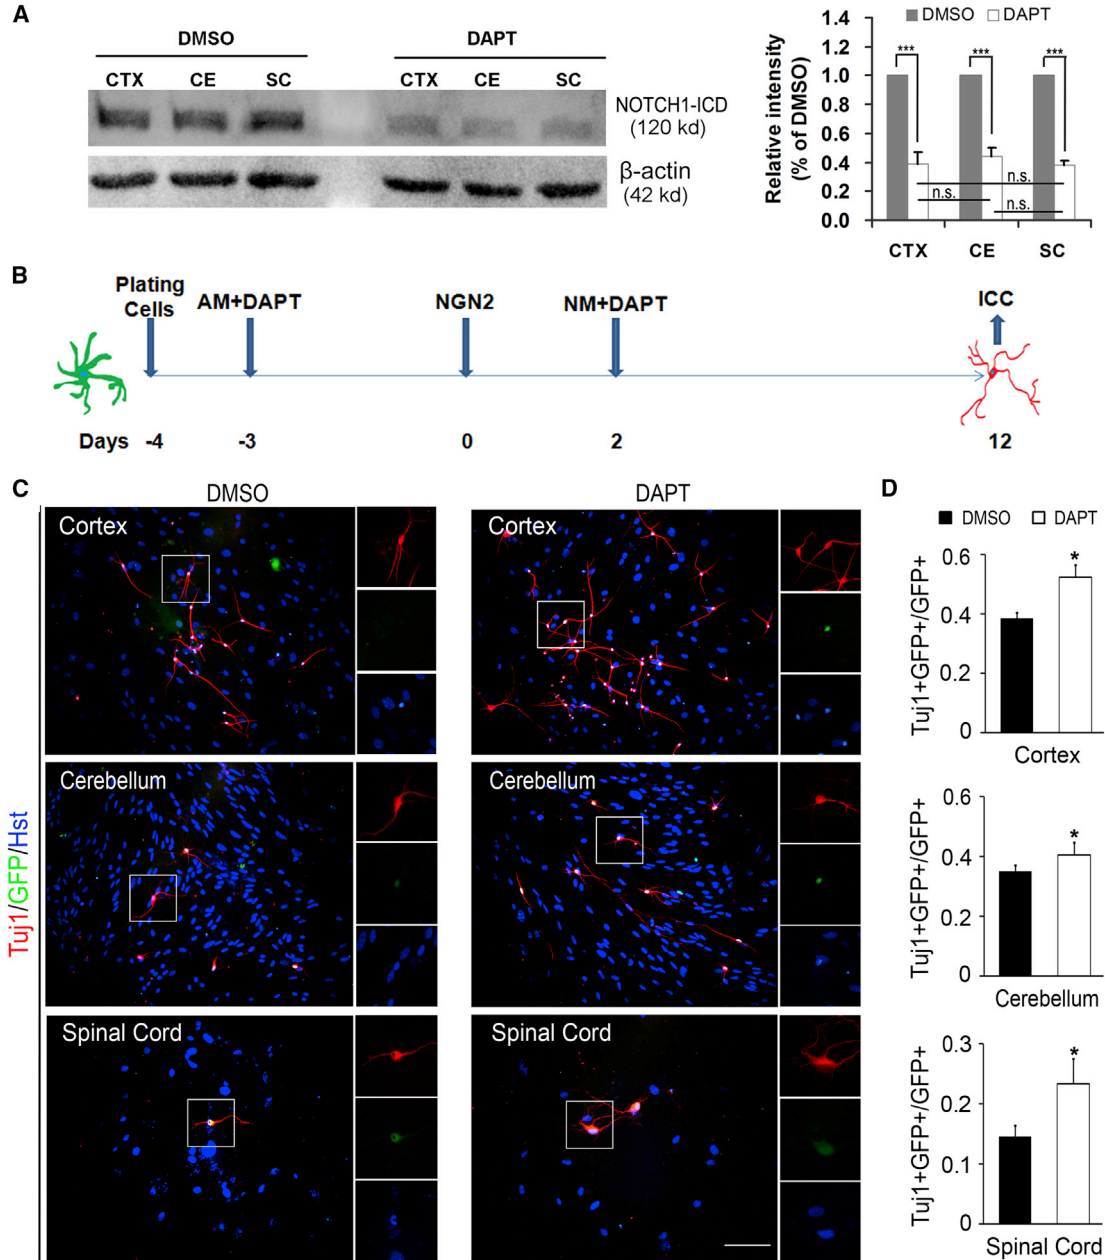 A
DMSO
DAPT
CTX CE SC
CTX CE SC
NOTCH1-ICD
(120 kd)
β-actin
(42 kd)
Relative intensity
(% of DMSO)
DMSO DAPT
1.4
1.2
1.0
0.8
0.6
0.4
0.2
0.0
*** *** ***
n.s.
n.s.
n.s.
CTX CE SC
B
Plating
Cells
AM+DAPT
NGN2
NM+DAPT
ICC
Days -4 -3 0 2 12
C
DMSO
DAPT
Tuj1/GFP/Hst
Cortex
Cortex
Cerebellum
Cerebellum
Spinal Cord
Spinal Cord
D
DMSO DAPT
Tuj1+GFP+/GFP+
0.6
0.4
0.2
0
*
Cortex
Tuj1+GFP+/GFP+
0.6
0.4
0.2
0
*
Cerebellum
Tuj1+GFP+/GFP+
0.3
0.2
0.1
0
*
Spinal Cord